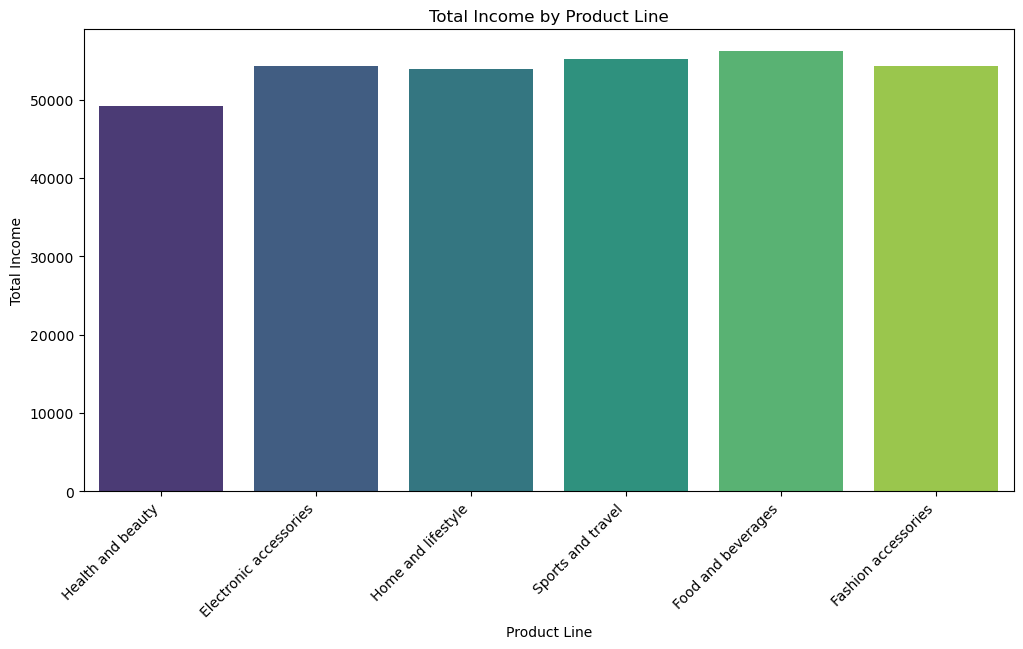 Total Income by Product Line
Total Income
50000
40000
30000
20000
10000
0
Health and beauty
Electronic accessories
Home and lifestyle
Sports and travel
Food and beverages
Fashion accessories
Product Line